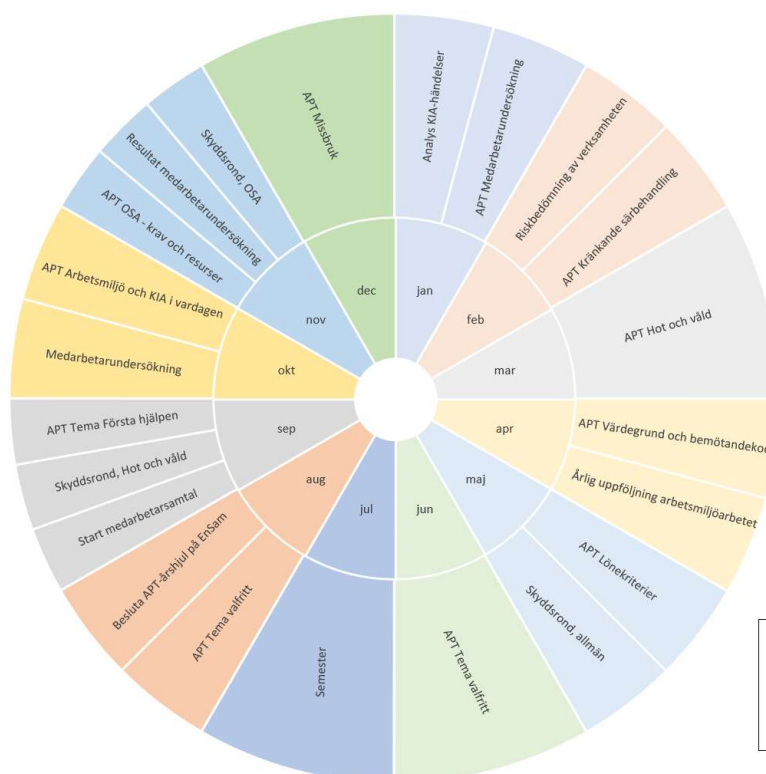 jan
Analys KIA-händelser
APT Medarbetarundersökning
feb
Riskbedömning av verksamheten
APT Kränkande särbehandling
mar
APT Hot och våld
apr
APT Värdegrund och bemötandekod
Årlig uppföljning arbetsmiljöarbetet
maj
APT Lönekriterier
Skyddsrond, allmän
jun
APT Tema valfritt
jul
Semester
aug
APT Tema valfritt
Besluta APT-årshjul på EnSam
sep
Start medarbetarsamtal
Skyddsrond, Hot och våld
APT Tema Första hjälpen
okt
Medarbetarundersökning
APT Arbetsmiljö och KIA i vardagen
nov
APT OSA - krav och resurser
Resultat medarbetarundersökning
Skyddsrond, OSA
dec
APT Missbruk